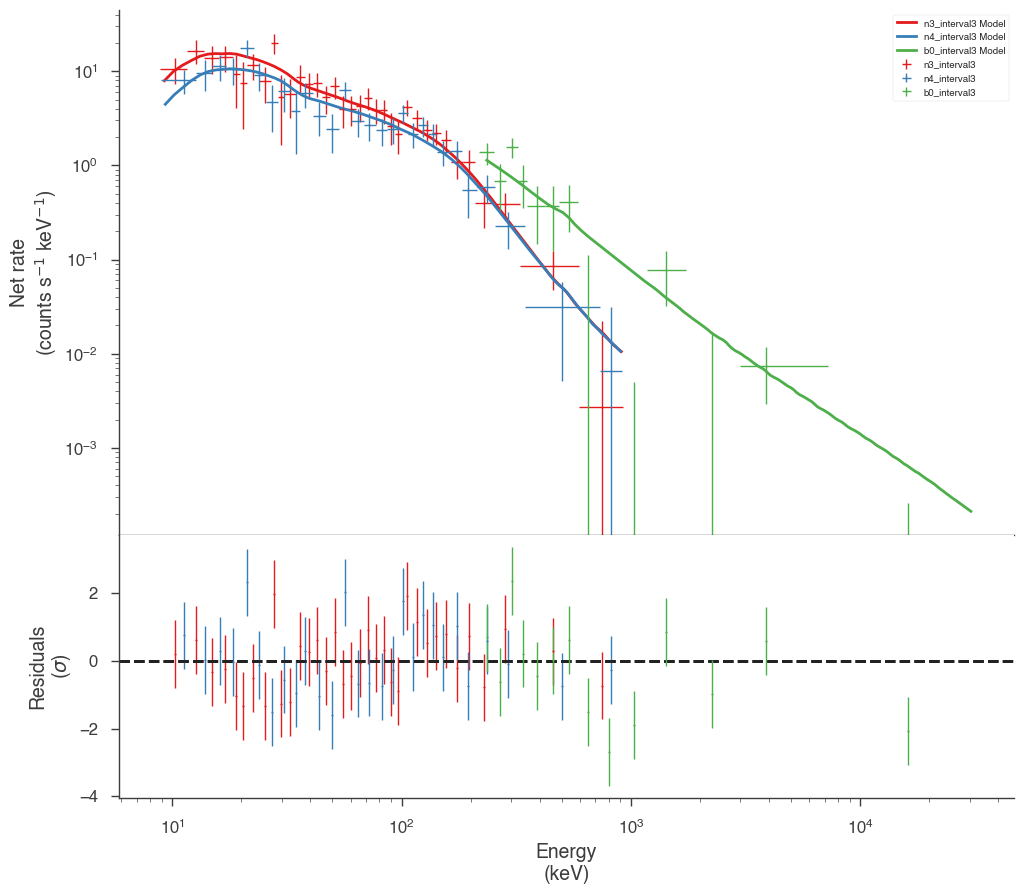 n3_interval3 Model
n4_interval3 Model
b0_interval3 Model
n3_interval3
n4_interval3
b0_interval3
Net rate
(counts s⁻¹ keV⁻¹)
10¹
10⁰
10⁻¹
10⁻²
10⁻³
Residuals
(σ)
2
0
−2
−4
10¹ 10² 10³ 10⁴
Energy
(keV)